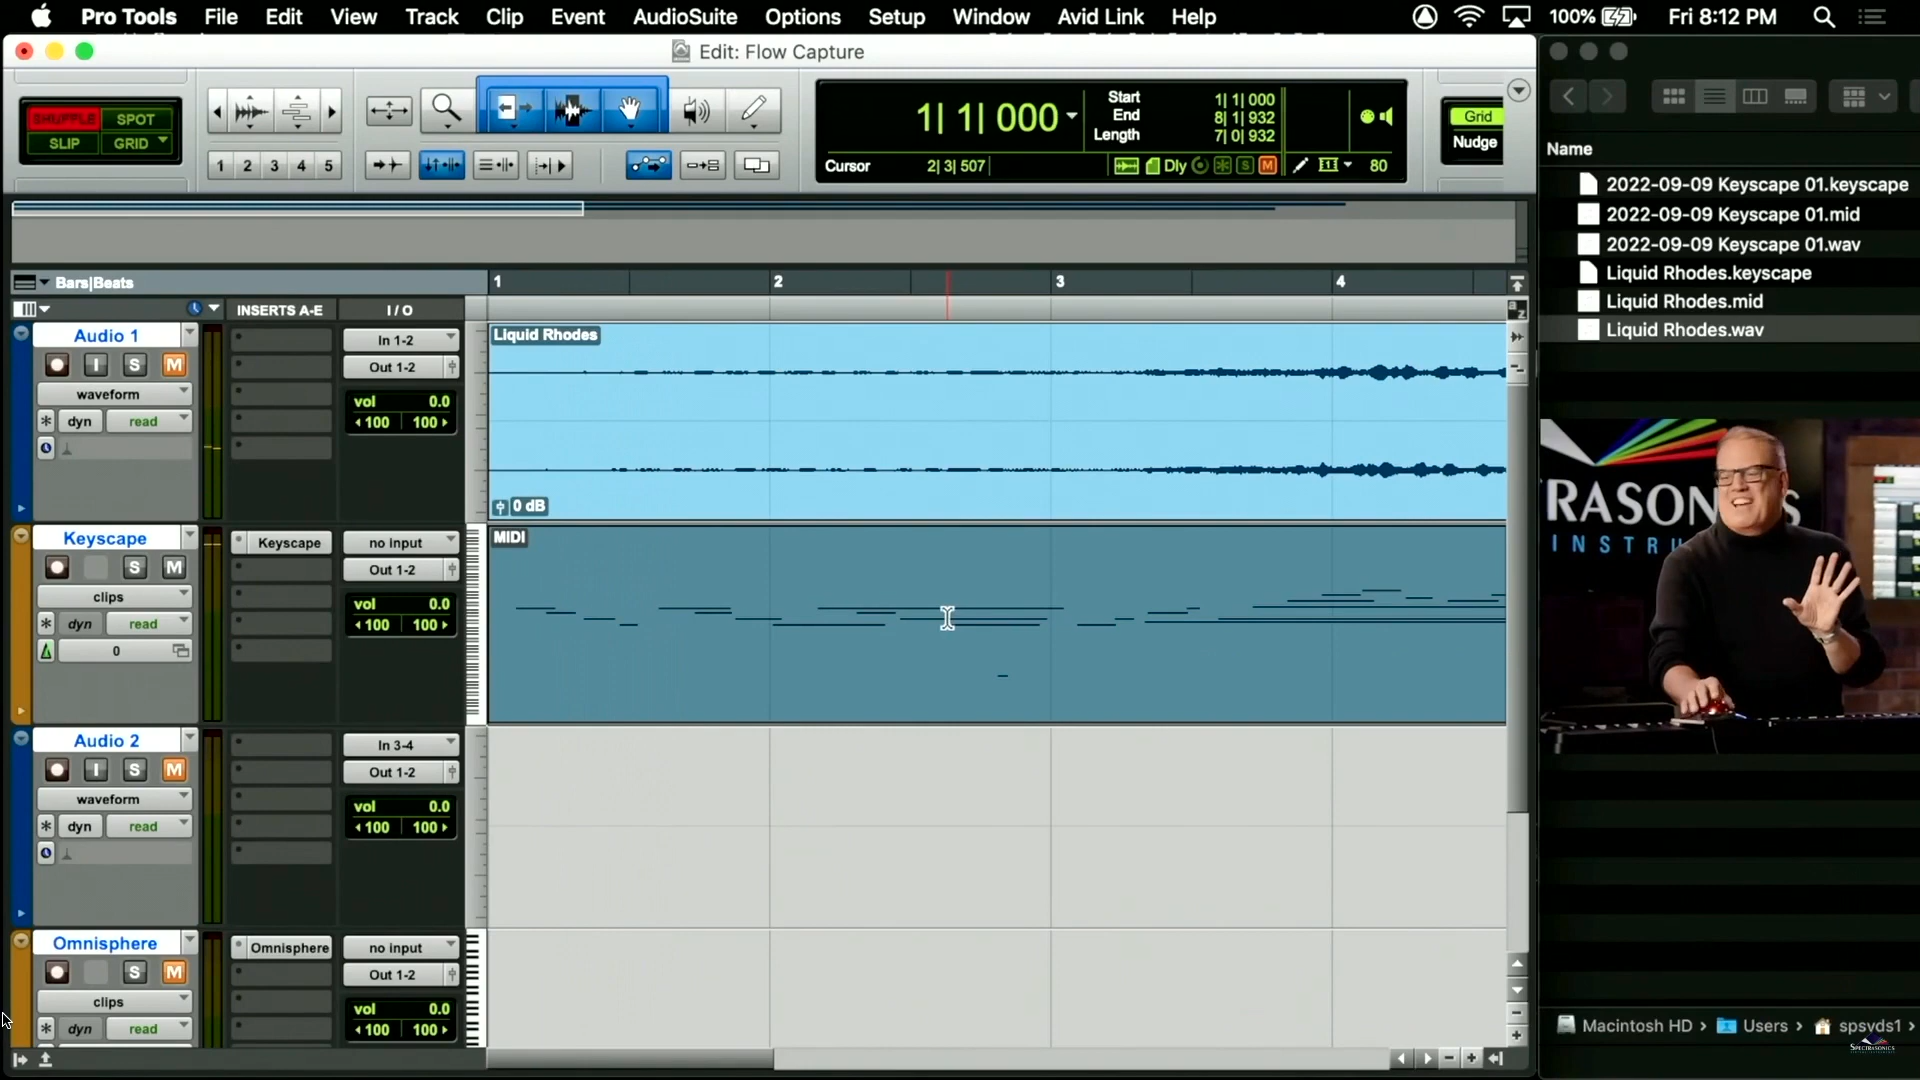 Pro Tools File Edit View Track Clip Event AudioSuite Options Setup Window Avid Link Help 100% Fri 8:12 PM
Edit: Flow Capture
SHUFFLE SPOT
SLIP GRID
1 2 3 4 5
1| 1| 000
Start 1| 1| 000
End 8| 1| 932
Length 7| 0| 932
Cursor 2| 3| 507
Dly S M 80
Grid
Nudge
Bars|Beats
1 2 3 4
INSERTS A-E I / O
a z
Audio 1
I S M
waveform
dyn read
In 1-2
Out 1-2
vol 0.0
100 100
Liquid Rhodes
0 dB
Keyscape
S M
clips
dyn read
0
Keyscape
no input
Out 1-2
vol 0.0
100 100
MIDI
Audio 2
I S M
waveform
dyn read
In 3-4
Out 1-2
vol 0.0
100 100
Omnisphere
S M
clips
dyn read
Omnisphere
no input
Out 1-2
vol 0.0
100 100
Name
2022-09-09 Keyscape 01.keyscape
2022-09-09 Keyscape 01.mid
2022-09-09 Keyscape 01.wav
Liquid Rhodes.keyscape
Liquid Rhodes.mid
Liquid Rhodes.wav
TRASONICS
INSTRU
Macintosh HD › Users › spsyds1 ›
SPECTRASONICS